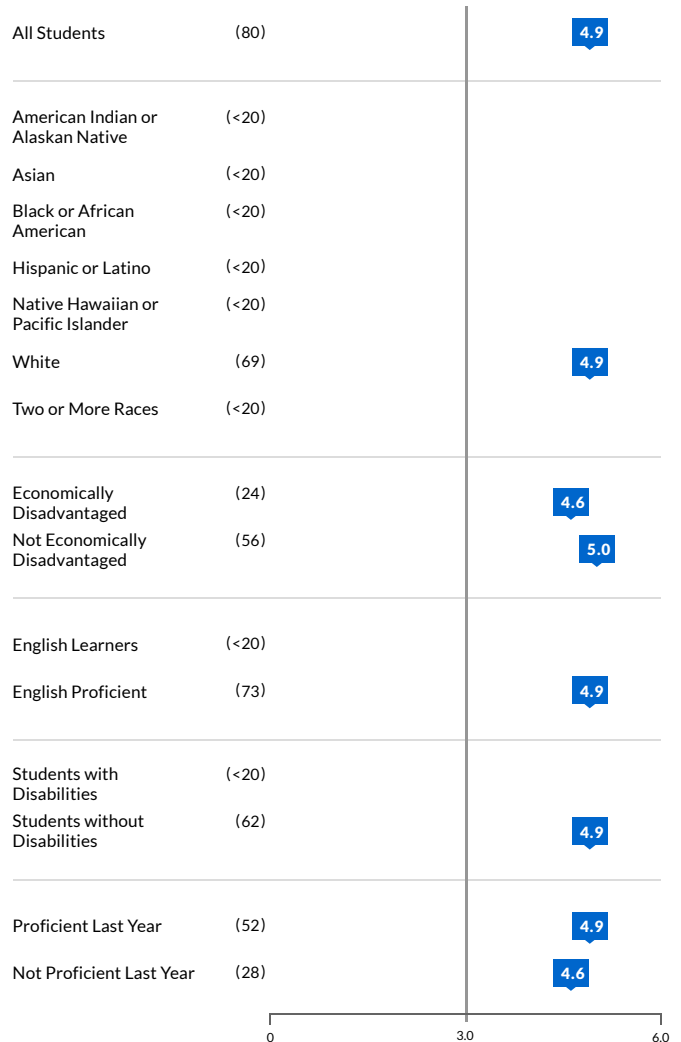 All Students (80) 4.9
American Indian or (<20)
Alaskan Native
Asian (<20)
Black or African (<20)
American
Hispanic or Latino (<20)
Native Hawaiian or (<20)
Pacific Islander
White (69) 4.9
Two or More Races (<20)
Economically (24) 4.6
Disadvantaged
Not Economically (56) 5.0
Disadvantaged
English Learners (<20)
English Proficient (73) 4.9
Students with (<20)
Disabilities
Students without (62) 4.9
Disabilities
Proficient Last Year (52) 4.9
Not Proficient Last Year (28) 4.6
0 3.0 6.0